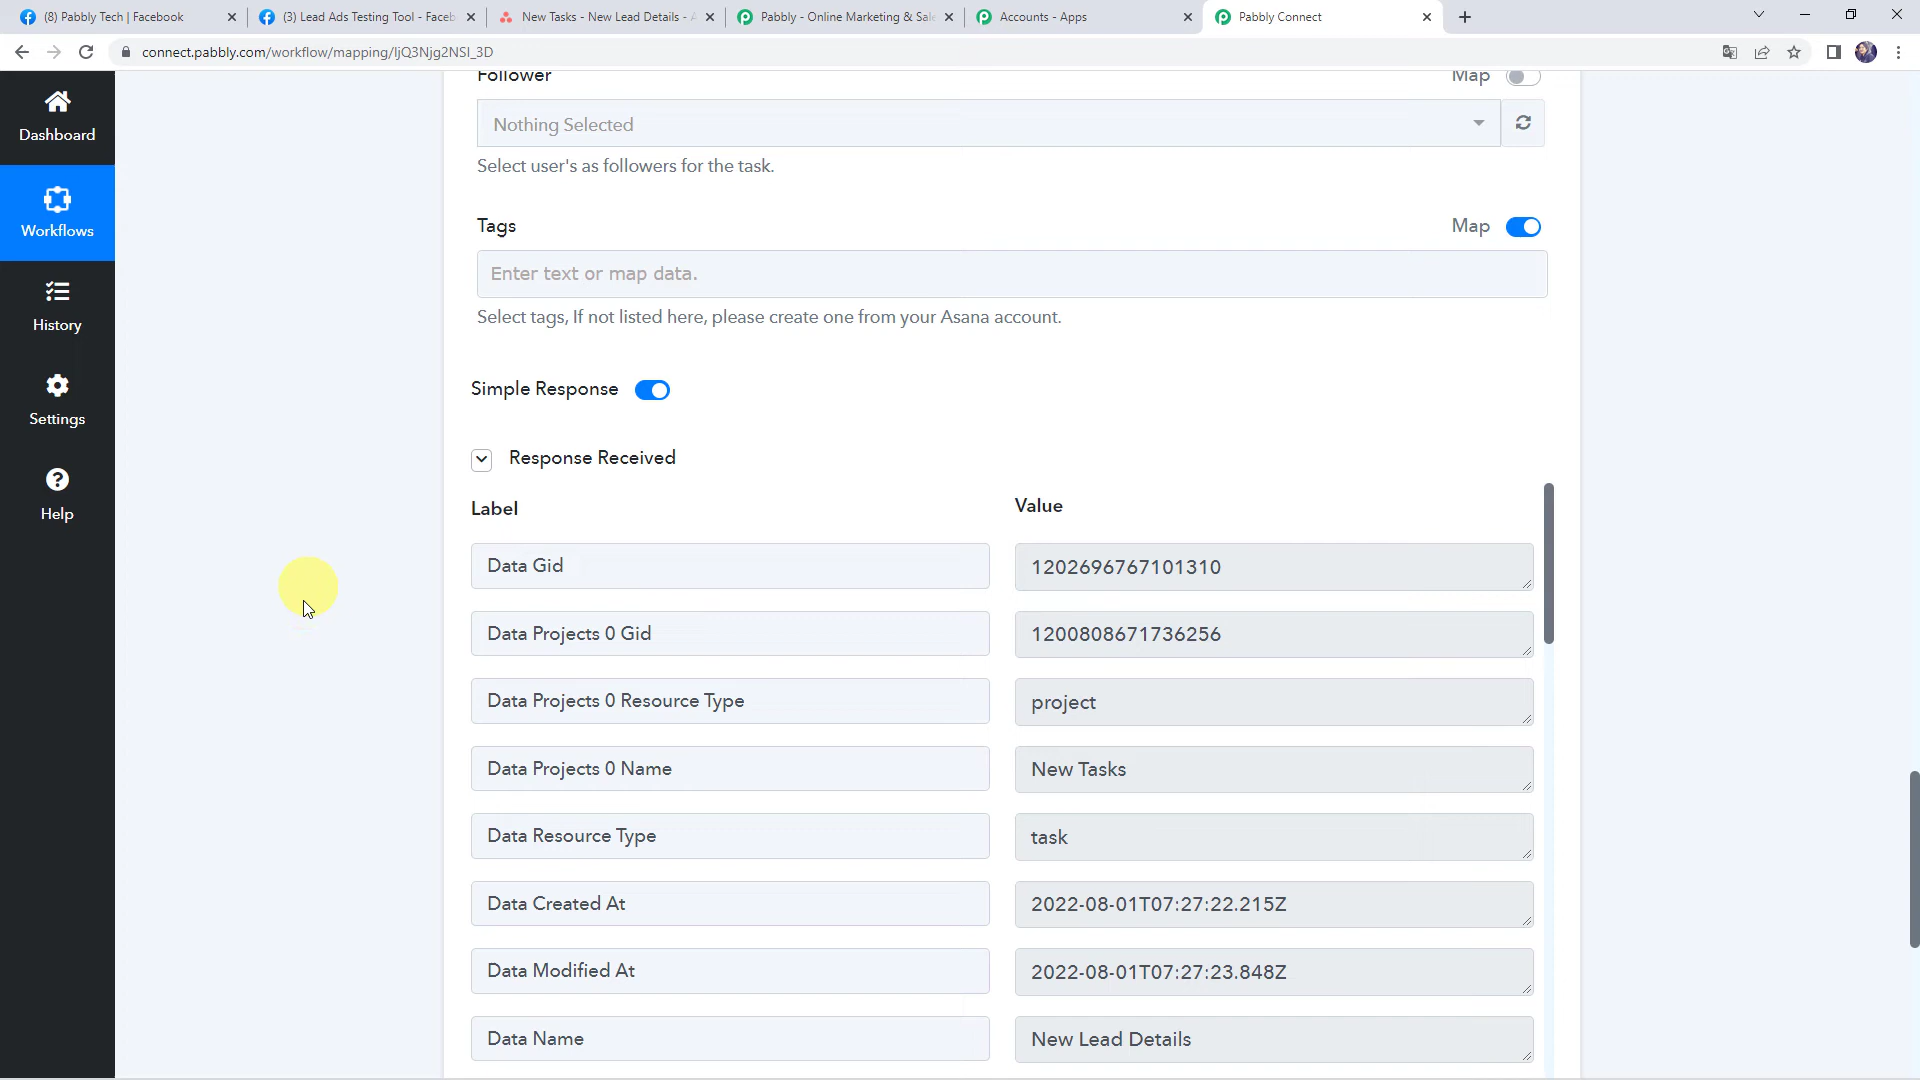 (8) Pabbly Tech | Facebook
(3) Lead Ads Testing Tool - Faceb
New Tasks - New Lead Details - A
Pabbly - Online Marketing & Sale
Accounts - Apps
Pabbly Connect
connect.pabbly.com/workflow/mapping/IjQ3Njg2NSI_3D
Dashboard
Workflows
History
Settings
Help
Follower
Map
Nothing Selected
Select user's as followers for the task.
Tags
Map
Enter text or map data.
Select tags, If not listed here, please create one from your Asana account.
Simple Response
Response Received
Label
Value
Data Gid
1202696767101310
Data Projects 0 Gid
1200808671736256
Data Projects 0 Resource Type
project
Data Projects 0 Name
New Tasks
Data Resource Type
task
Data Created At
2022-08-01T07:27:22.215Z
Data Modified At
2022-08-01T07:27:23.848Z
Data Name
New Lead Details